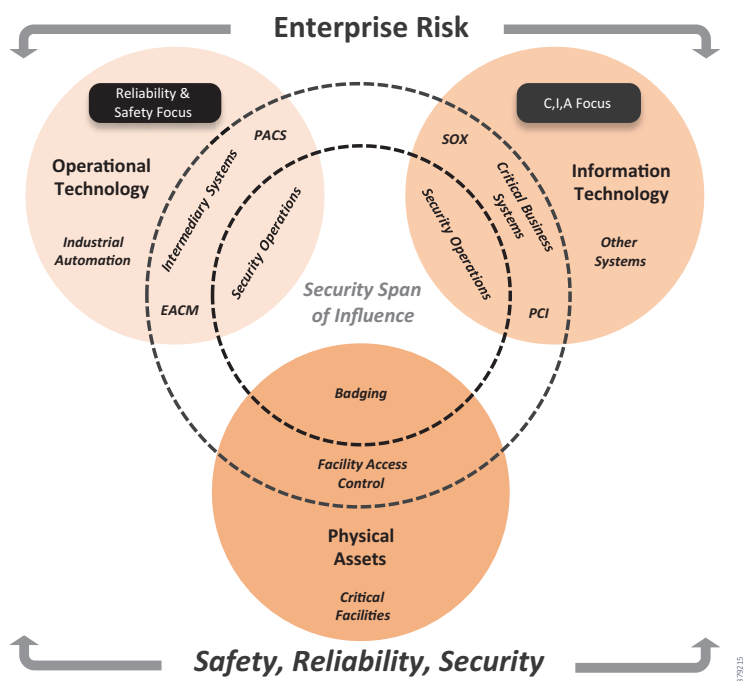 Enterprise Risk
Reliability &
Safety Focus
C,I,A Focus
PACS
SOX
Operational
Technology
Intermediary Systems
Critical Business
Systems
Information
Technology
Security Operations
Security Operations
Industrial
Automation
Other
Systems
Security Span
of Influence
EACM
PCI
Badging
Facility Access
Control
Physical
Assets
Critical
Facilities
Safety, Reliability, Security
379215